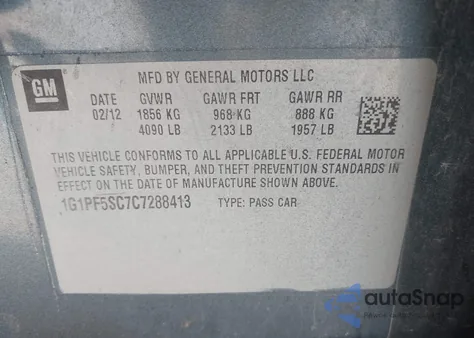 GM
MFD BY GENERAL MOTORS LLC
DATE GVWR GAWR FRT GAWR RR
02/12 1856 KG 968 KG 888 KG
4090 LB 2133 LB 1957 LB
THIS VEHICLE CONFORMS TO ALL APPLICABLE U.S. FEDERAL MOTOR
VEHICLE SAFETY, BUMPER, AND THEFT PREVENTION STANDARDS IN
EFFECT ON THE DATE OF MANUFACTURE SHOWN ABOVE.
1G1PF5SC7C7288413 TYPE: PASS CAR
autoSnap